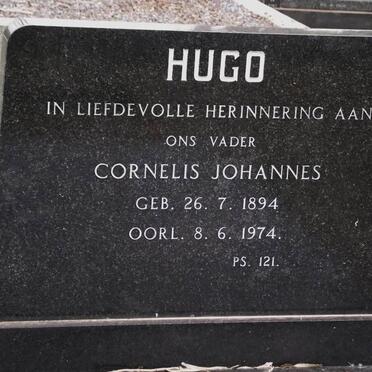 HUGO
IN LIEFDEVOLLE HERINNERING AAN
ONS VADER
CORNELIS JOHANNES
GEB. 26. 7. 1894
OORL. 8. 6. 1974.
PS. 121.